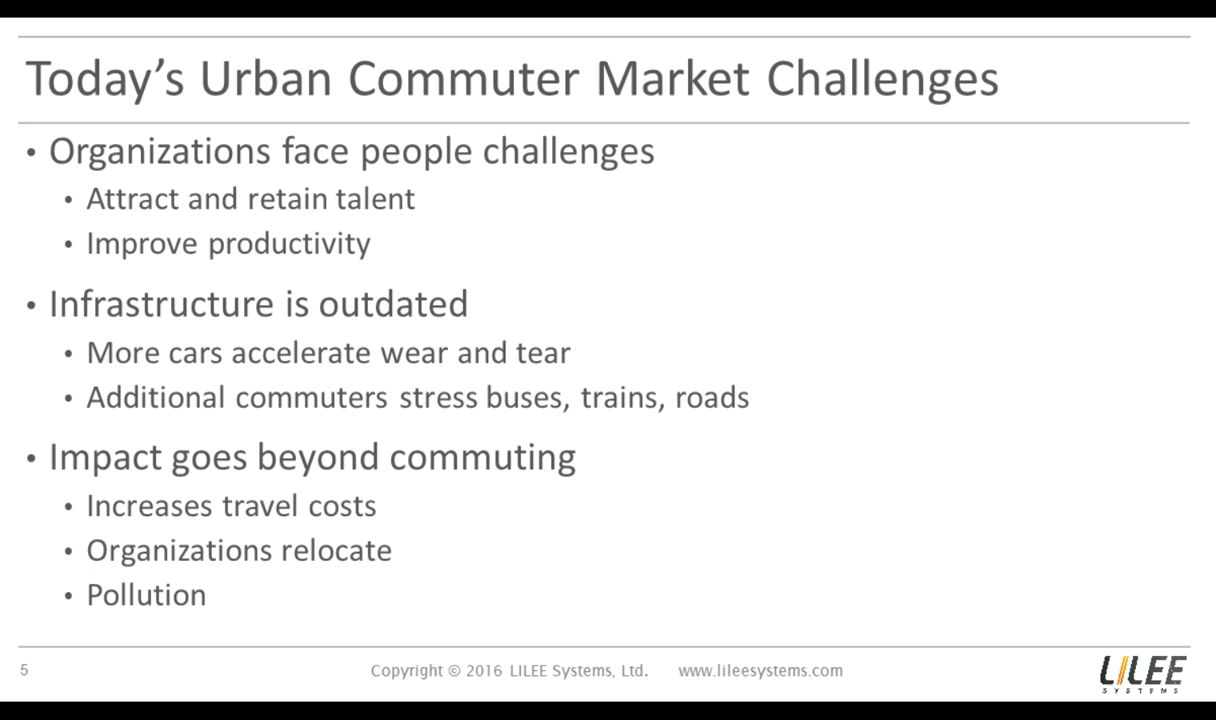 Today's Urban Commuter Market Challenges
• Organizations face people challenges
• Attract and retain talent
• Improve productivity
• Infrastructure is outdated
• More cars accelerate wear and tear
• Additional commuters stress buses, trains, roads
• Impact goes beyond commuting
• Increases travel costs
• Organizations relocate
• Pollution
5 Copyright © 2016 LILEE Systems, Ltd. www.lileesystems.com
LILEE
SYSTEMS